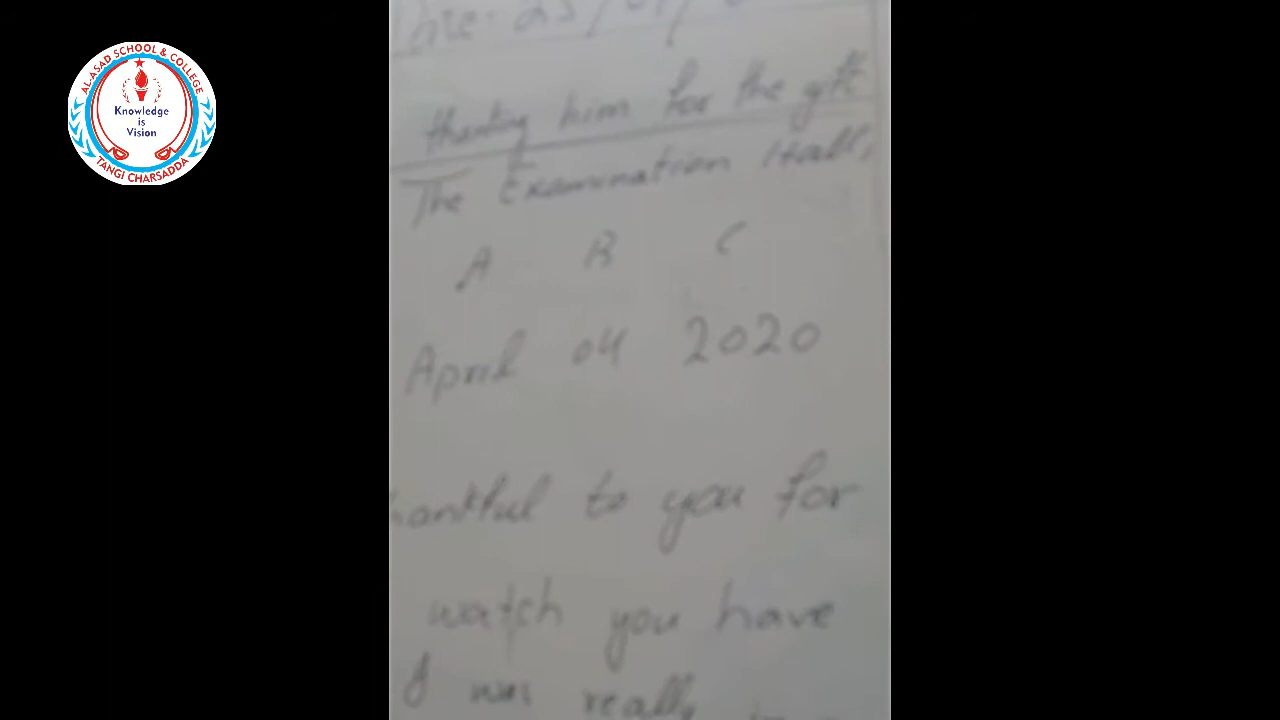 AL-ASAD SCHOOL & COLLEGE
Knowledge
is
Vision
TANGI CHARSADDA
thanking him for the gift
The Examination Hall,
A B C
April 04 2020
to you for
watch you have
I was really